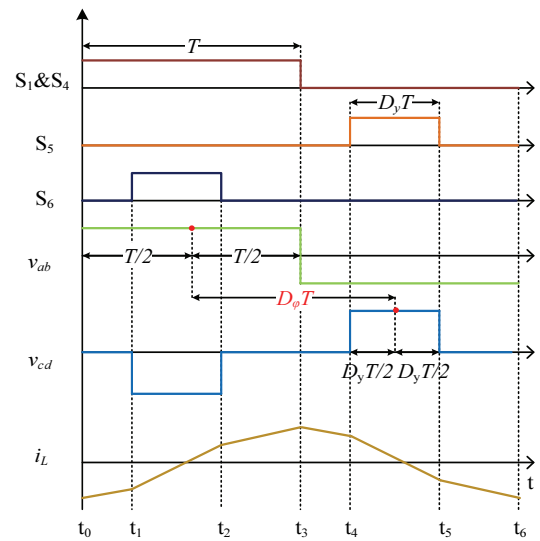 T
S₁&S₄
DyT
S₅
S₆
T/2 T/2
vab
DφT
vcd
DyT/2 DyT/2
iL
t
t₀ t₁ t₂ t₃ t₄ t₅ t₆